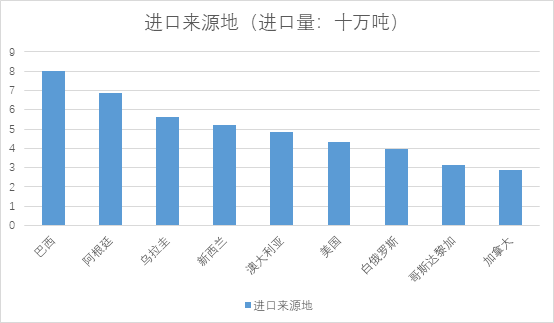 进口来源地（进口量：十万吨）
9
8
7
6
5
4
3
2
1
0
巴西
阿根廷
乌拉圭
新西兰
澳大利亚
美国
白俄罗斯
哥斯达黎加
加拿大
进口来源地